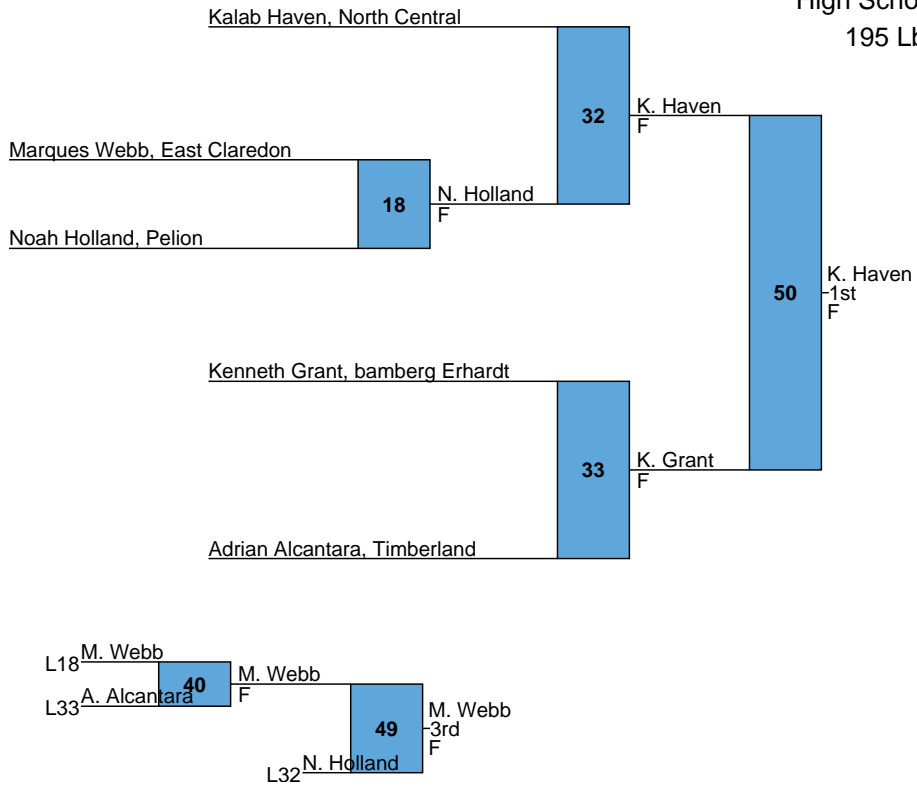 High Scho
195 Lb
Kalab Haven, North Central
32
K. Haven
F
Marques Webb, East Claredon
18
N. Holland
F
Noah Holland, Pelion
50
K. Haven
1st
F
Kenneth Grant, bamberg Erhardt
33
K. Grant
F
Adrian Alcantara, Timberland
L18 M. Webb
40
M. Webb
F
L33 A. Alcantara
49
M. Webb
3rd
F
L32 N. Holland